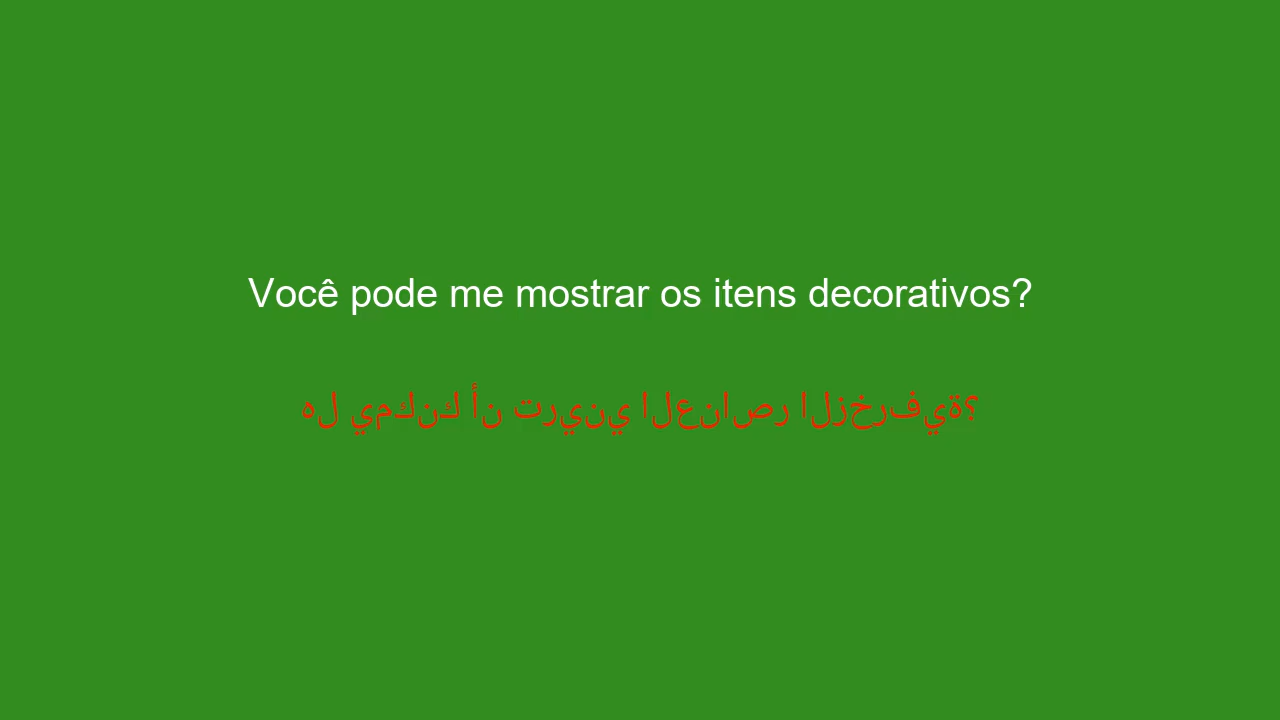 Você pode me mostrar os itens decorativos?
هل يمكنك أن تريني العناصر الزخرفية؟